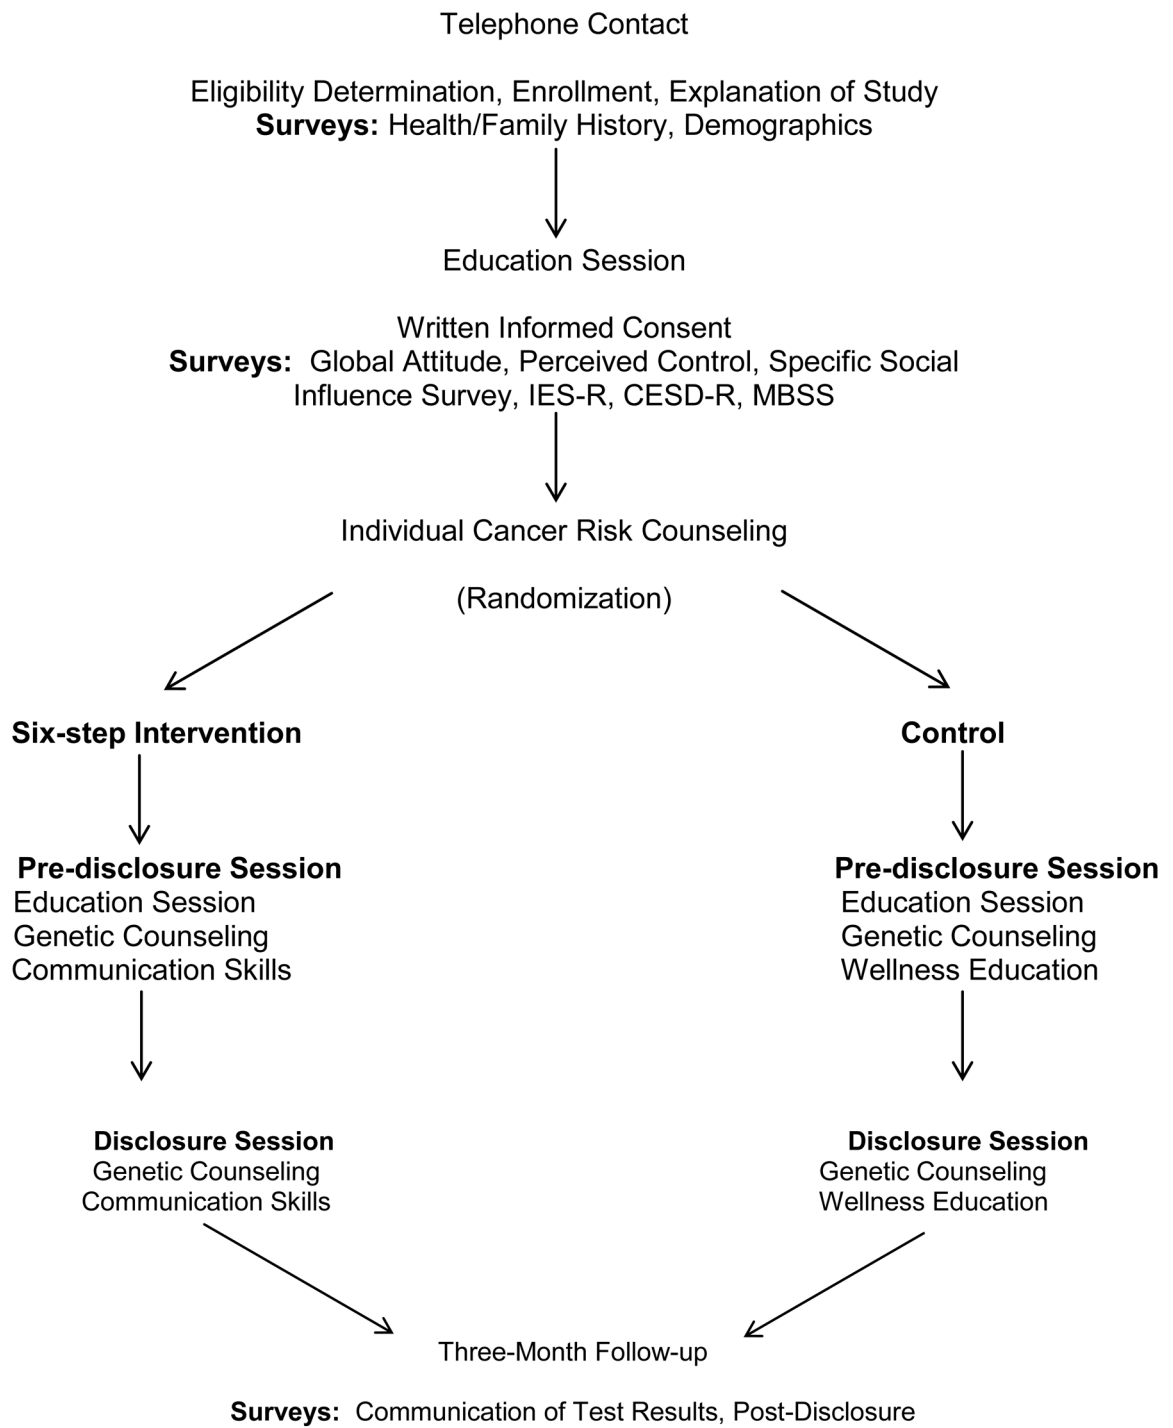 Telephone Contact
Eligibility Determination, Enrollment, Explanation of Study
Surveys: Health/Family History, Demographics
Education Session
Written Informed Consent
Surveys: Global Attitude, Perceived Control, Specific Social
Influence Survey, IES-R, CESD-R, MBSS
Individual Cancer Risk Counseling
(Randomization)
Six-step Intervention
Pre-disclosure Session
Education Session
Genetic Counseling
Communication Skills
Disclosure Session
Genetic Counseling
Communication Skills
Control
Pre-disclosure Session
Education Session
Genetic Counseling
Wellness Education
Disclosure Session
Genetic Counseling
Wellness Education
Three-Month Follow-up
Surveys: Communication of Test Results, Post-Disclosure